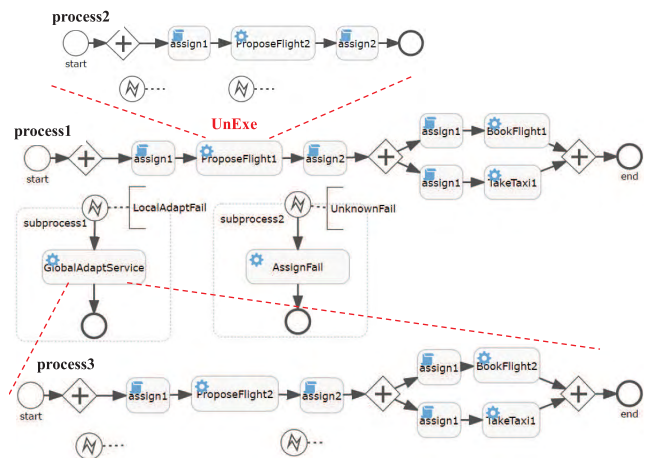 process2
assign1 ProposeFlight2 assign2
start
UnExe
process1
assign1 BookFlight1
assign1 ProposeFlight1 assign2
start
assign1 TakeTaxi1
end
LocalAdaptFail UnknownFail
subprocess1 subprocess2
GlobalAdaptService AssignFail
process3
assign1 BookFlight2
assign1 ProposeFlight2 assign2
start
assign1 TakeTaxi1
end